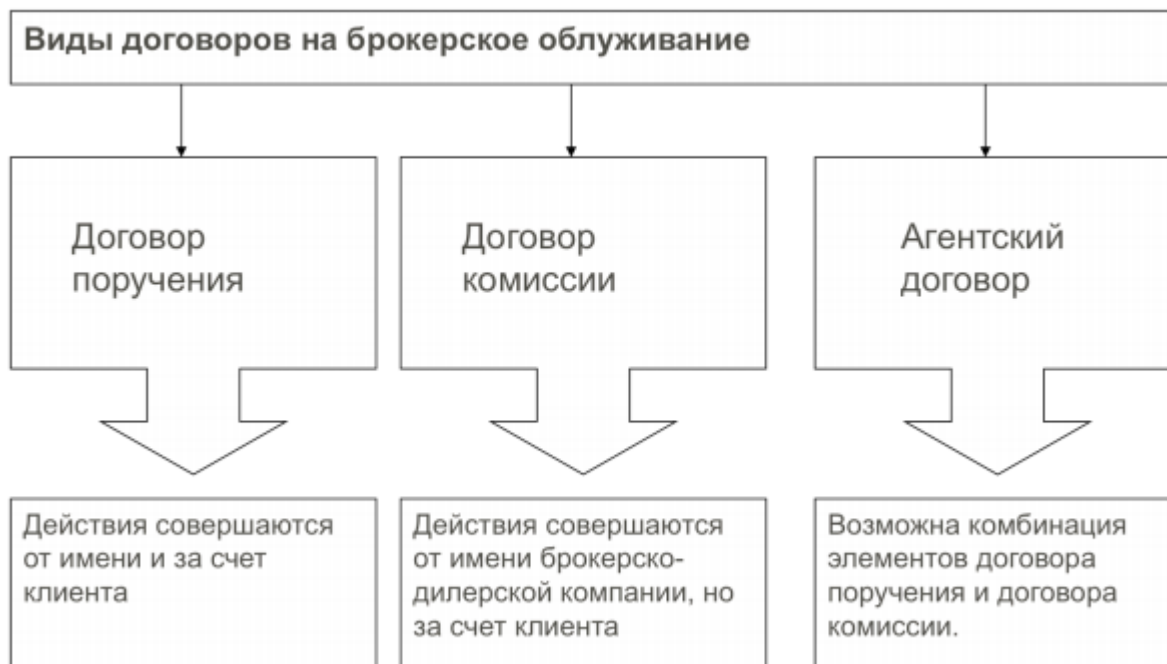 Виды договоров на брокерское облуживание
Договор
поручения
Договор
комиссии
Агентский
договор
Действия совершаются
от имени и за счет
клиента
Действия совершаются
от имени брокерско-
дилерской компании, но
за счет клиента
Возможна комбинация
элементов договора
поручения и договора
комиссии.